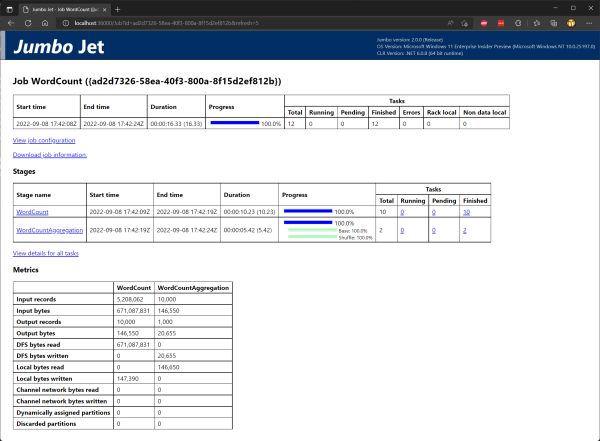 Jumbo Jet - Job WordCount ({ad
localhost:36000/job?id=ad2d7326-58ea-40f3-800a-8f15d2ef812b&refresh=5
Jumbo Jet
Jumbo version: 2.0.0 (Release)
OS Version: Microsoft Windows 11 Enterprise Insider Preview (Microsoft Windows NT 10.0.25197.0)
CLR Version: .NET 6.0.8 (64 bit runtime)
Job WordCount ({ad2d7326-58ea-40f3-800a-8f15d2ef812b})
Start time End time Duration Progress Tasks
Total Running Pending Finished Errors Rack local Non data local
2022-09-08 17:42:08Z 2022-09-08 17:42:24Z 00:00:16.33 (16.33) 100.0% 12 0 0 12 0 0 0
View job configuration
Download job information.
Stages
Stage name Start time End time Duration Progress Tasks
Total Running Pending Finished
WordCount 2022-09-08 17:42:09Z 2022-09-08 17:42:19Z 00:00:10.23 (10.23) 100.0% 10 0 0 10
WordCountAggregation 2022-09-08 17:42:19Z 2022-09-08 17:42:24Z 00:00:05.42 (5.42) 100.0% 2 0 0 2
Base: 100.0%
Shuffle: 100.0%
View details for all tasks
Metrics
WordCount WordCountAggregation
Input records 5,208,062 10,000
Input bytes 671,087,831 146,550
Output records 10,000 1,000
Output bytes 146,550 20,655
DFS bytes read 671,087,831 0
DFS bytes written 0 20,655
Local bytes read 0 146,650
Local bytes written 147,390 0
Channel network bytes read 0 0
Channel network bytes written 0 0
Dynamically assigned partitions 0 0
Discarded partitions 0 0